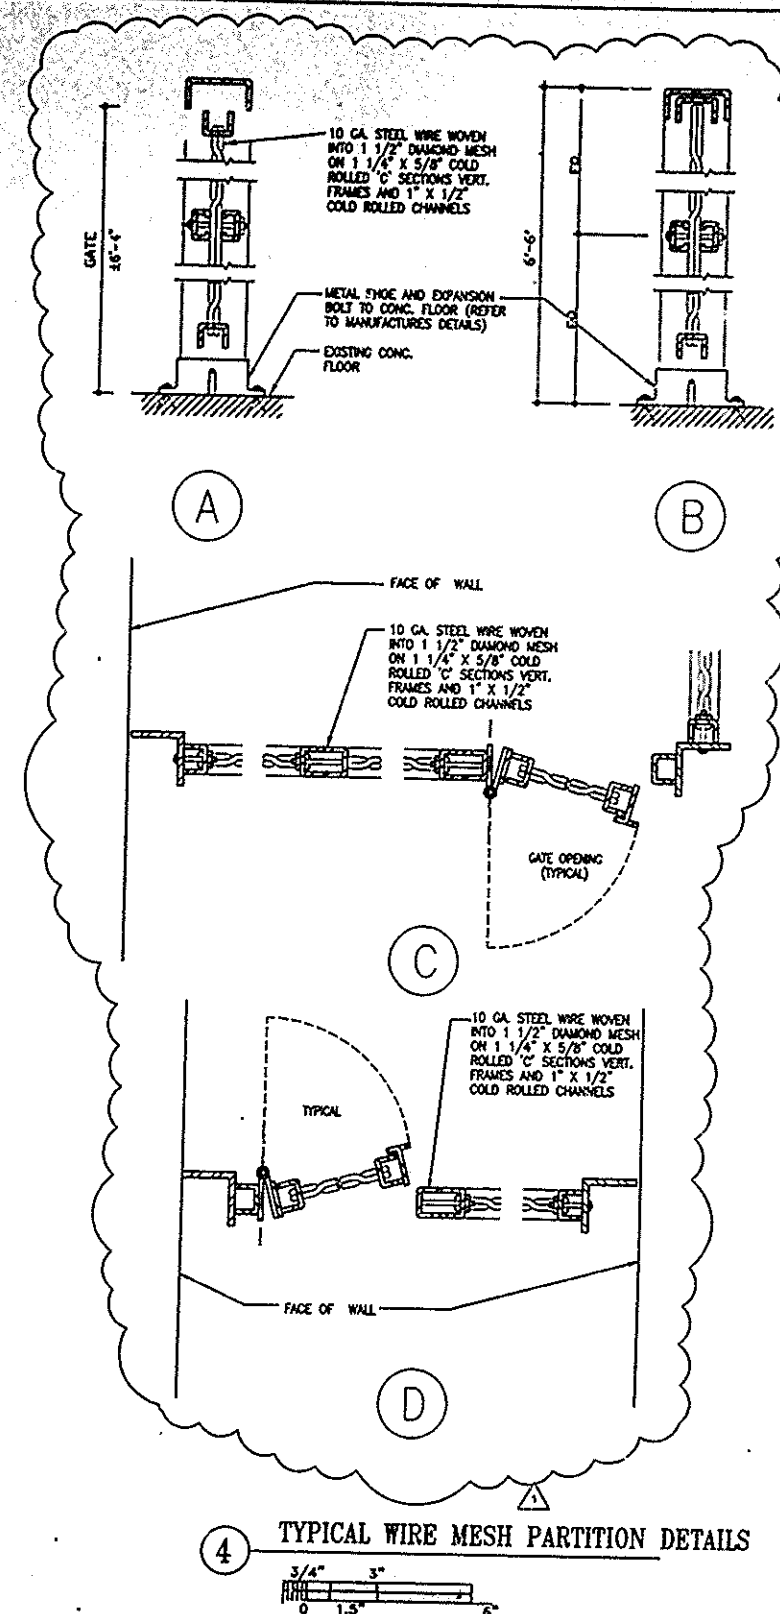 10 GA. STEEL WIRE WOVEN
INTO 1 1/2" DIAMOND MESH
ON 1 1/4" X 5/8" COLD
ROLLED 'C' SECTIONS VERT.
FRAMES AND 1" X 1/2"
COLD ROLLED CHANNELS
GATE
±6'-4"
6'-6"
EQ
EQ
METAL SHOE AND EXPANSION
BOLT TO CONC. FLOOR (REFER
TO MANUFACTURES DETAILS)
EXISTING CONC.
FLOOR
A
B
FACE OF WALL
10 GA. STEEL WIRE WOVEN
INTO 1 1/2" DIAMOND MESH
ON 1 1/4" X 5/8" COLD
ROLLED 'C' SECTIONS VERT.
FRAMES AND 1" X 1/2"
COLD ROLLED CHANNELS
GATE OPENING
(TYPICAL)
C
10 GA. STEEL WIRE WOVEN
INTO 1 1/2" DIAMOND MESH
ON 1 1/4" X 5/8" COLD
ROLLED 'C' SECTIONS VERT.
FRAMES AND 1" X 1/2"
COLD ROLLED CHANNELS
TYPICAL
FACE OF WALL
D
1
4 TYPICAL WIRE MESH PARTITION DETAILS
3/4" 3"
0 1.5" 6"